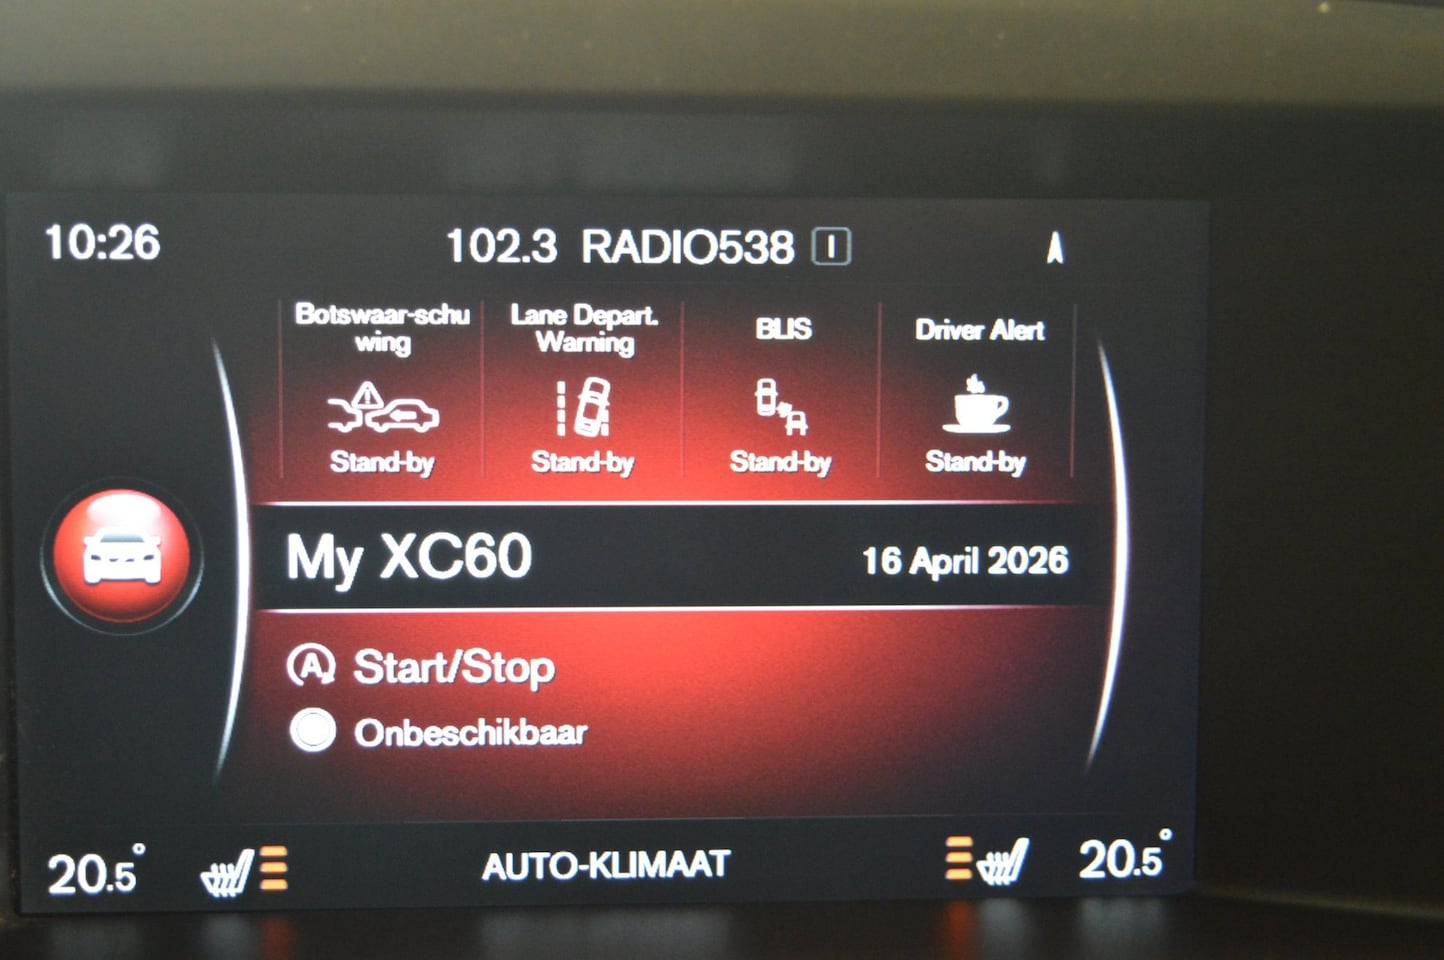 10:26
102.3 RADIO538 I
Botswaar-schu
wing
Lane Depart.
Warning
BLIS
Driver Alert
Stand-by
Stand-by
Stand-by
Stand-by
My XC60
16 April 2026
A Start/Stop
Onbeschikbaar
20.5°
AUTO-KLIMAAT
20.5°